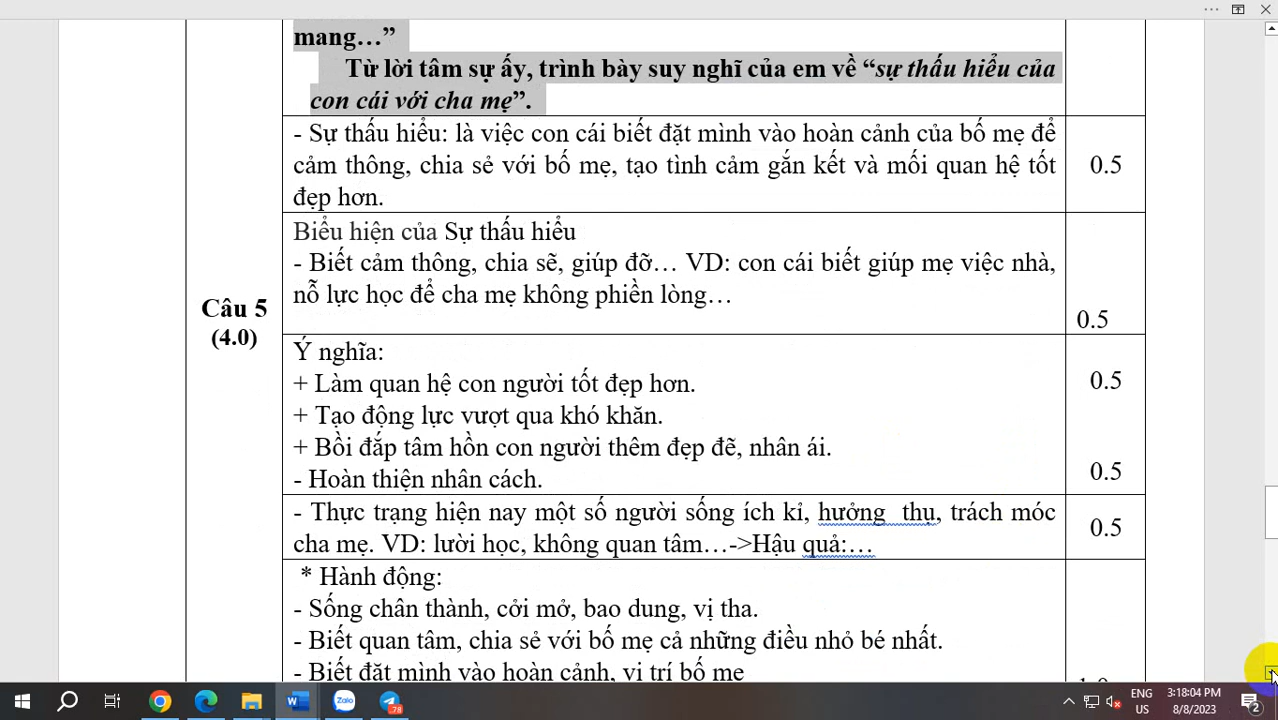 mang…”
Từ lời tâm sự ấy, trình bày suy nghĩ của em về “sự thấu hiểu của
con cái với cha mẹ”.
- Sự thấu hiểu: là việc con cái biết đặt mình vào hoàn cảnh của bố mẹ để
cảm thông, chia sẻ với bố mẹ, tạo tình cảm gắn kết và mối quan hệ tốt
đẹp hơn.
0.5
Biểu hiện của Sự thấu hiểu
- Biết cảm thông, chia sẽ, giúp đỡ… VD: con cái biết giúp mẹ việc nhà,
nỗ lực học để cha mẹ không phiền lòng…
0.5
Câu 5
(4.0)
Ý nghĩa:
+ Làm quan hệ con người tốt đẹp hơn.
+ Tạo động lực vượt qua khó khăn.
+ Bồi đắp tâm hồn con người thêm đẹp đẽ, nhân ái.
- Hoàn thiện nhân cách.
0.5
0.5
- Thực trạng hiện nay một số người sống ích kỉ, hưởng thụ, trách móc
cha mẹ. VD: lười học, không quan tâm…->Hậu quả:…
0.5
* Hành động:
- Sống chân thành, cởi mở, bao dung, vị tha.
- Biết quan tâm, chia sẻ với bố mẹ cả những điều nhỏ bé nhất.
- Biết đặt mình vào hoàn cảnh, vị trí bố mẹ
Zalo
78
ENG
US
3:18:04 PM
8/8/2023
2